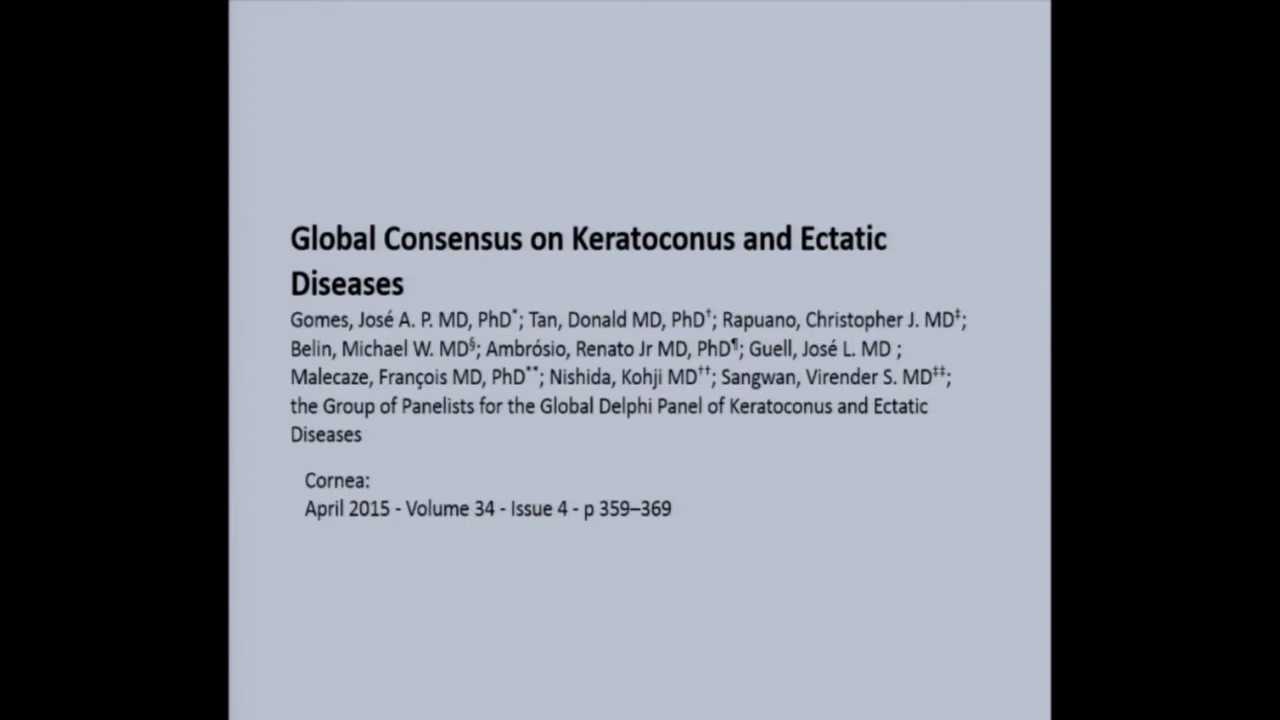 Global Consensus on Keratoconus and Ectatic
Diseases
Gomes, José A. P. MD, PhD*; Tan, Donald MD, PhD†; Rapuano, Christopher J. MD‡;
Belin, Michael W. MD§; Ambrósio, Renato Jr MD, PhD¶; Guell, José L. MD ;
Malecaze, François MD, PhD**; Nishida, Kohji MD††; Sangwan, Virender S. MD‡‡;
the Group of Panelists for the Global Delphi Panel of Keratoconus and Ectatic
Diseases
Cornea:
April 2015 - Volume 34 - Issue 4 - p 359–369